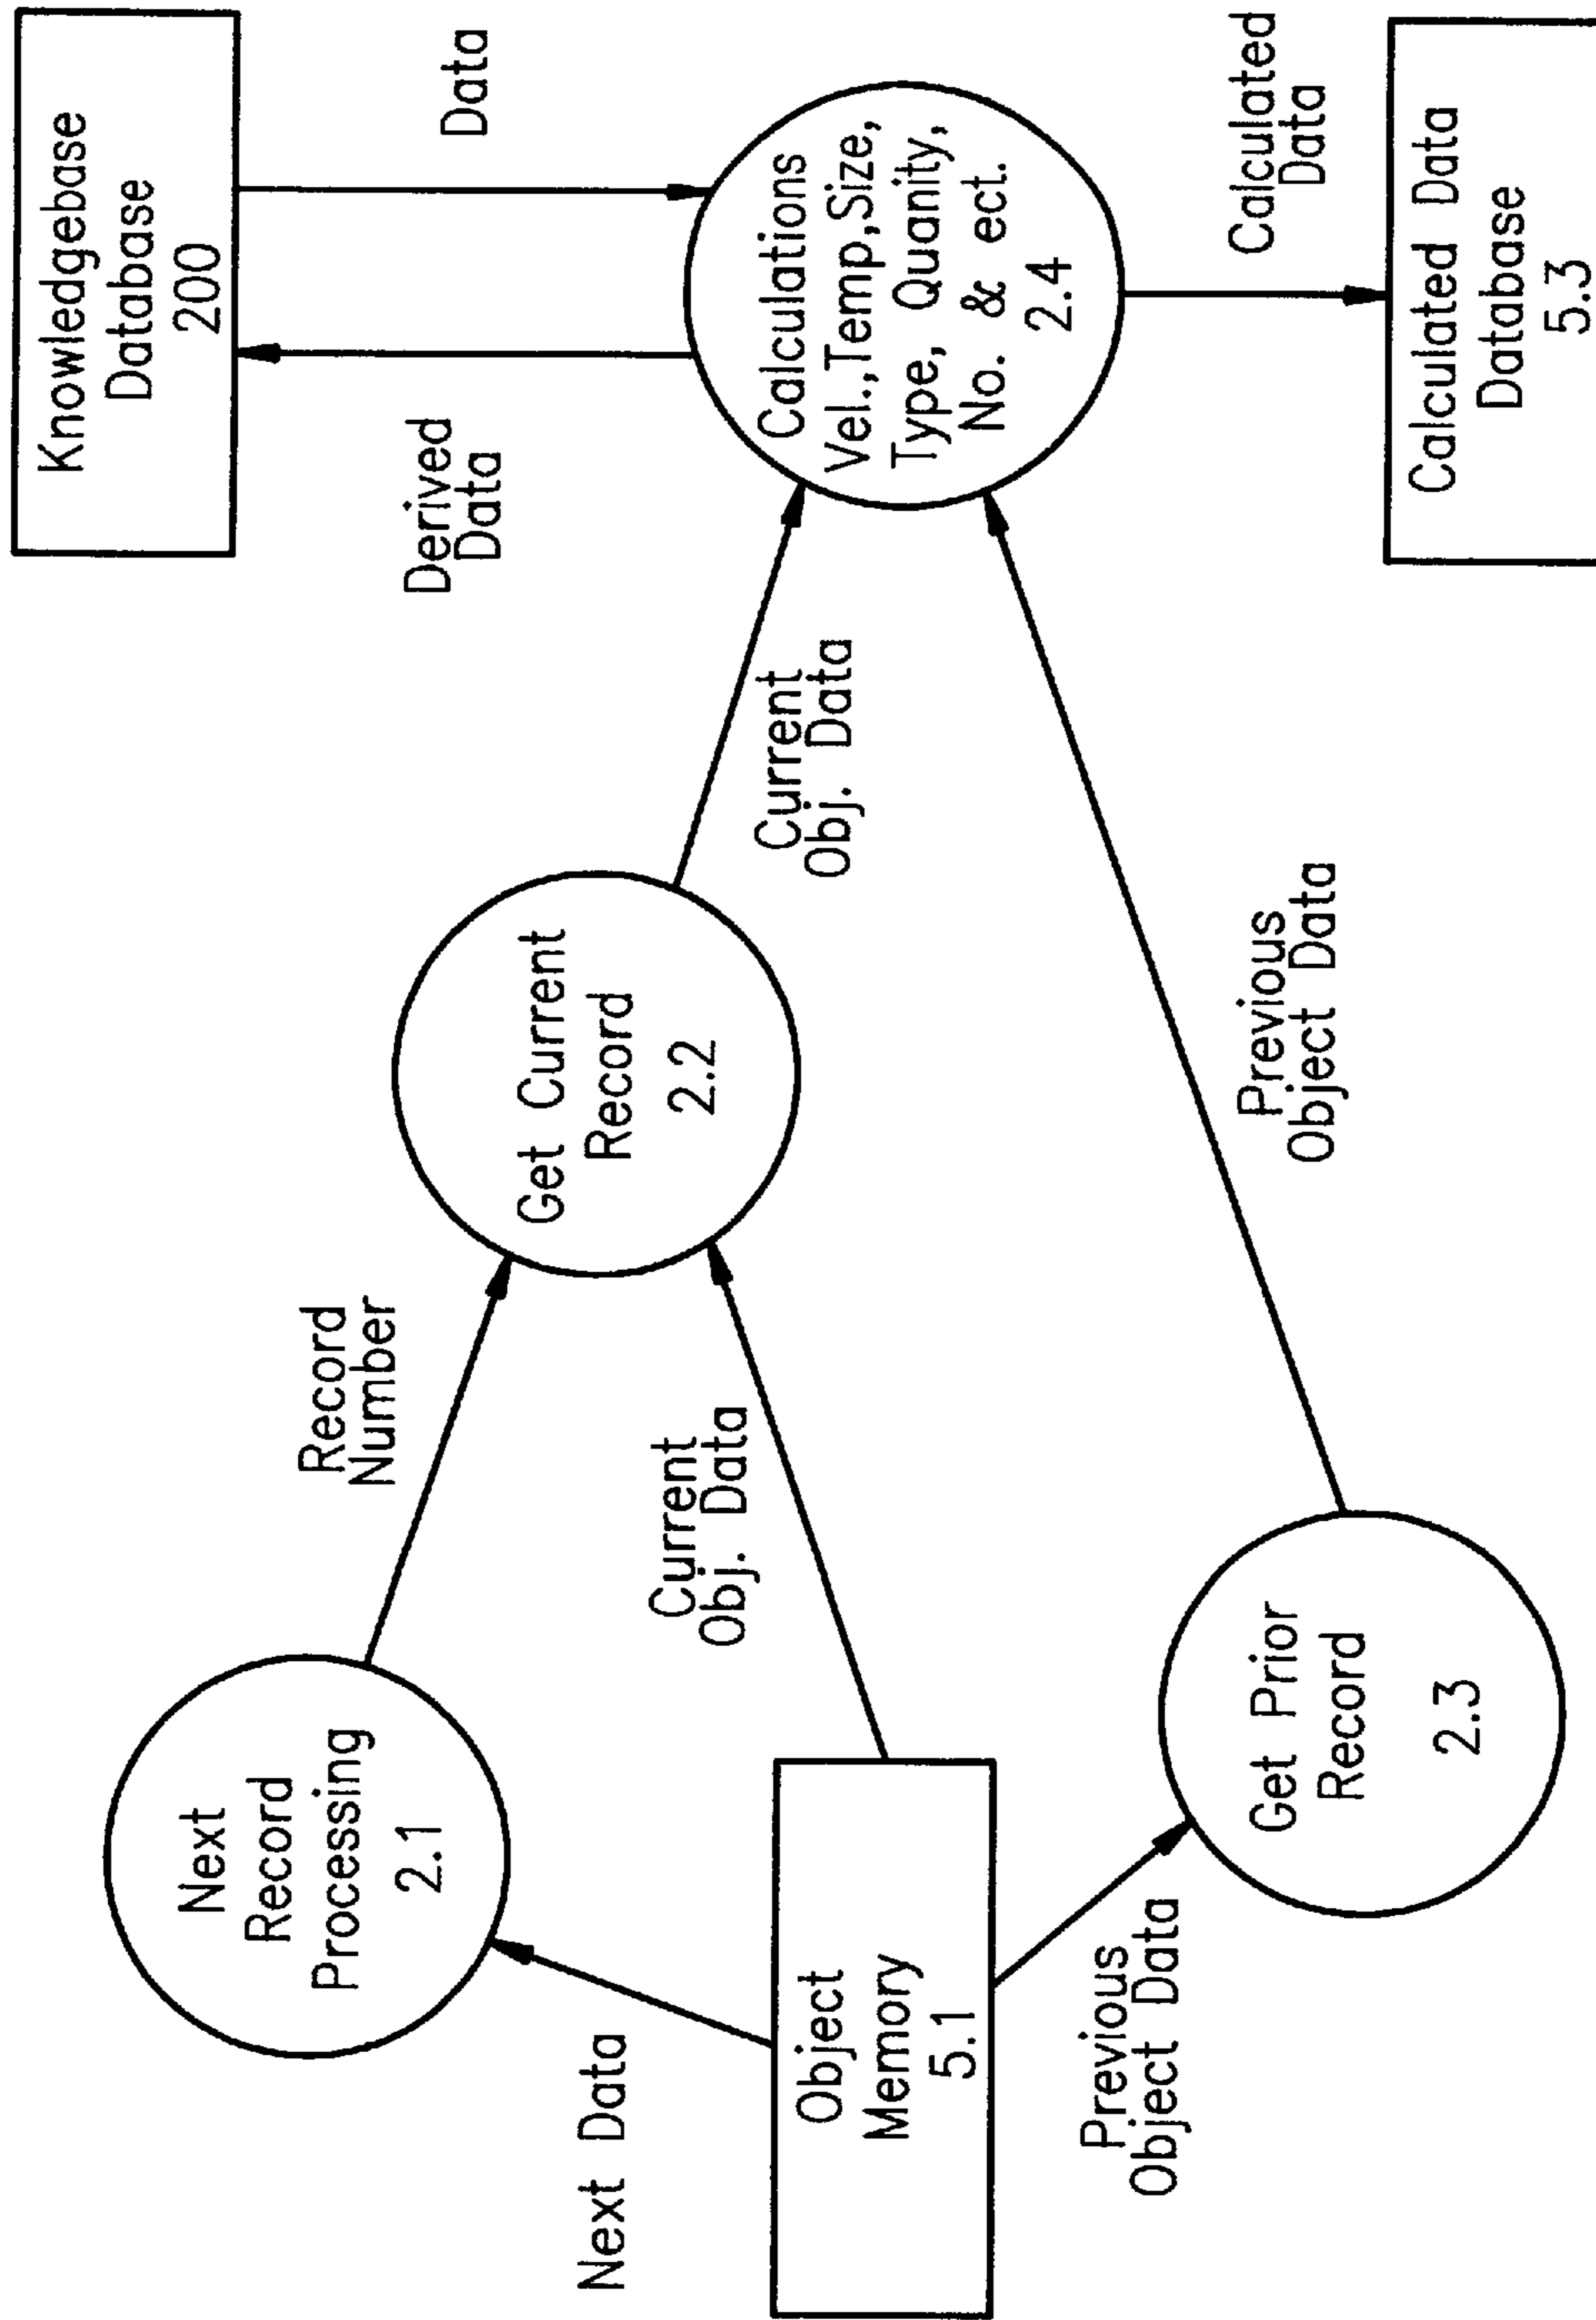 Knowledgebase
Database
200
Data
Derived
Data
Calculations
Vel.,Temp,Size,
Type, Quanity,
No. & ect.
2.4
Calculated
Data
Calculated Data
Database
5.3
Current
Obj. Data
Get Current
Record
2.2
Previous
Object Data
Record
Number
Current
Obj. Data
Next
Record
Processing
2.1
Next Data
Object
Memory
5.1
Previous
Object Data
Get Prior
Record
2.3